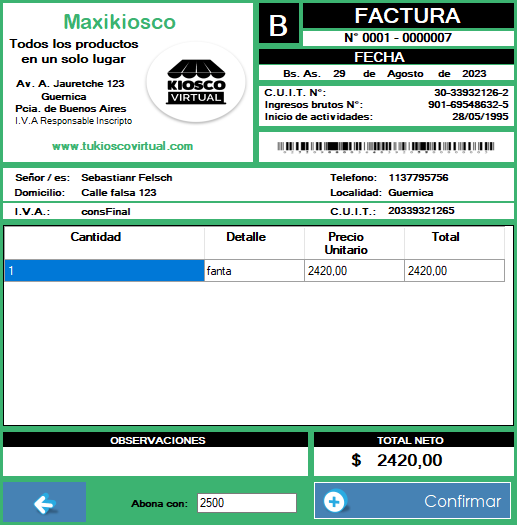 Maxikiosco
Todos los productos
en un solo lugar
Av. A. Jauretche 123
Guernica
Pcia. de Buenos Aires
I.V.A Responsable Inscripto
KIOSCO
VIRTUAL
www.tukioscovirtual.com
B
FACTURA
N° 0001 - 0000007
FECHA
Bs. As. 29 de Agosto de 2023
C.U.I.T. N°: 30-33932126-2
Ingresos brutos N°: 901-69548632-5
Inicio de actividades: 28/05/1995
Señor / es: Sebastianr Felsch
Telefono: 1137795756
Domicilio: Calle falsa 123
Localidad: Guernica
I.V.A.: consFinal
C.U.I.T.: 20339321265
Cantidad Detalle Precio Unitario Total
1 fanta 2420,00 2420,00
OBSERVACIONES
TOTAL NETO
$ 2420,00
Abona con: 2500
Confirmar